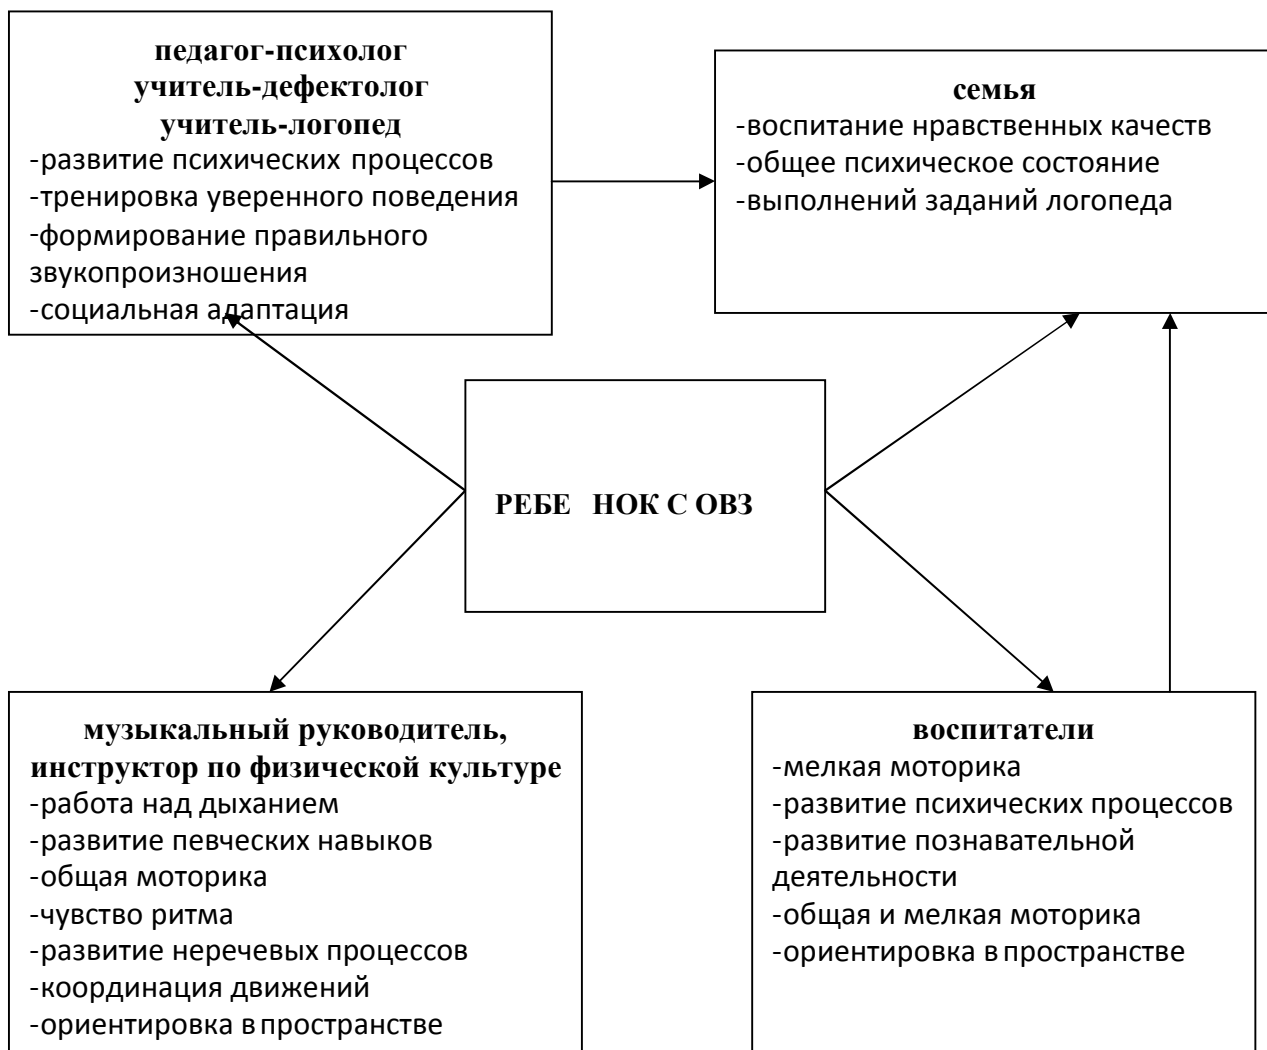 педагог-психолог
учитель-дефектолог
учитель-логопед
-развитие психических процессов
-тренировка уверенного поведения
-формирование правильного
звукопроизношения
-социальная адаптация
семья
-воспитание нравственных качеств
-общее психическое состояние
-выполнений заданий логопеда
РЕБЕ НОК С ОВЗ
музыкальный руководитель,
инструктор по физической культуре
-работа над дыханием
-развитие певческих навыков
-общая моторика
-чувство ритма
-развитие неречевых процессов
-координация движений
-ориентировка в пространстве
воспитатели
-мелкая моторика
-развитие психических процессов
-развитие познавательной
деятельности
-общая и мелкая моторика
-ориентировка в пространстве